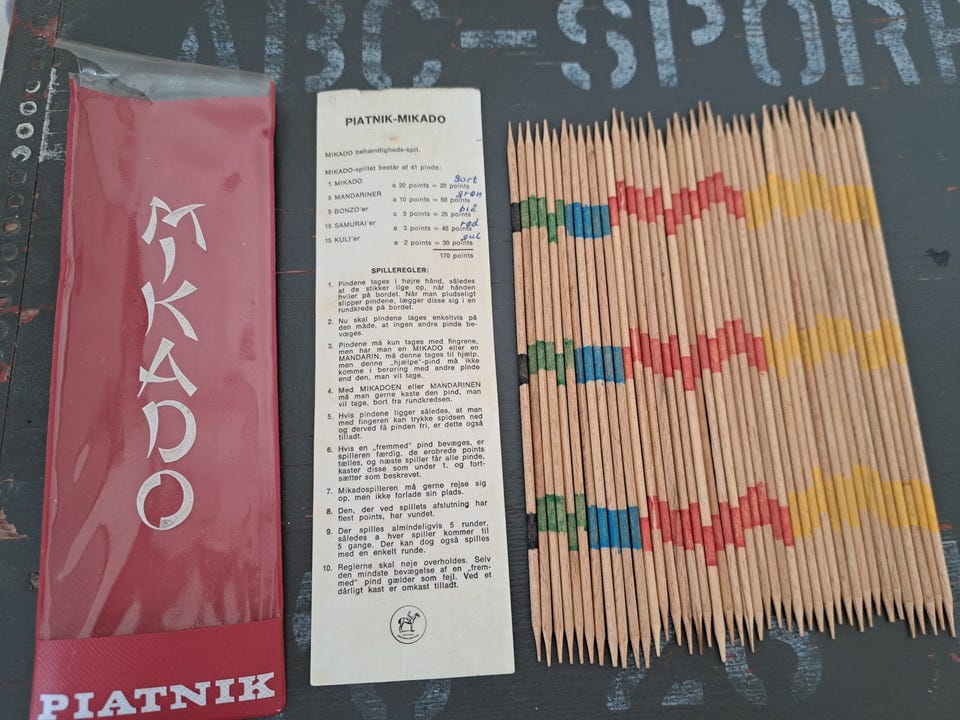 ABC-SPOR
MIKADO
PIATNIK
PIATNIK-MIKADO
MIKADO behændigheds-spil.
MIKADO-spillet består af 41 pinde:
1 MIKADO a 20 points = 20 points Sort
5 MANDARINER a 10 points = 50 points grøn
5 BONZO'er a 5 points = 25 points blå
15 SAMURAI'er a 3 points = 45 points rød
15 KULI'er a 2 points = 30 points gul
170 points
SPILLEREGLER:
1. Pindene tages i højre hånd, således
at de stikker lige op, når hånden
hviler på bordet. Når man pludseligt
slipper pindene, lægger disse sig i en
rundkreds på bordet.
2. Nu skal pindene tages enkeltvis på
den måde, at ingen andre pinde be-
væges.
3. Pindene må kun tages med fingrene,
men har man en MIKADO eller en
MANDARIN, må denne tages til hjælp,
men denne „hjælpe"-pind må ikke
komme i berøring med andre pinde
end den, man vil tage.
4. Med MIKADOEN eller MANDARINEN
må man gerne kaste den pind, man
vil tage, bort fra rundkredsen.
5. Hvis pindene ligger således, at man
med fingeren kan trykke spidsen ned
og derved få pinden fri, er dette også
tilladt.
6. Hvis en „fremmed" pind bevæges, er
spilleren færdig, de erobrede points
tælles, og næste spiller får alle pinde,
kaster disse som under 1. og fort-
sætter som beskrevet.
7. Mikadospilleren må gerne rejse sig
op, men ikke forlade sin plads.
8. Den, der ved spillets afslutning har
flest points, har vundet.
9. Der spilles almindeligvis 5 runder,
således a hver spiller kommer til
5 gange. Der kan dog også spilles
med en enkelt runde.
10. Reglerne skal nøje overholdes. Selv
den mindste bevægelse af en „frem-
med" pind gælder som fejl. Ved et
dårligt kast er omkast tilladt.